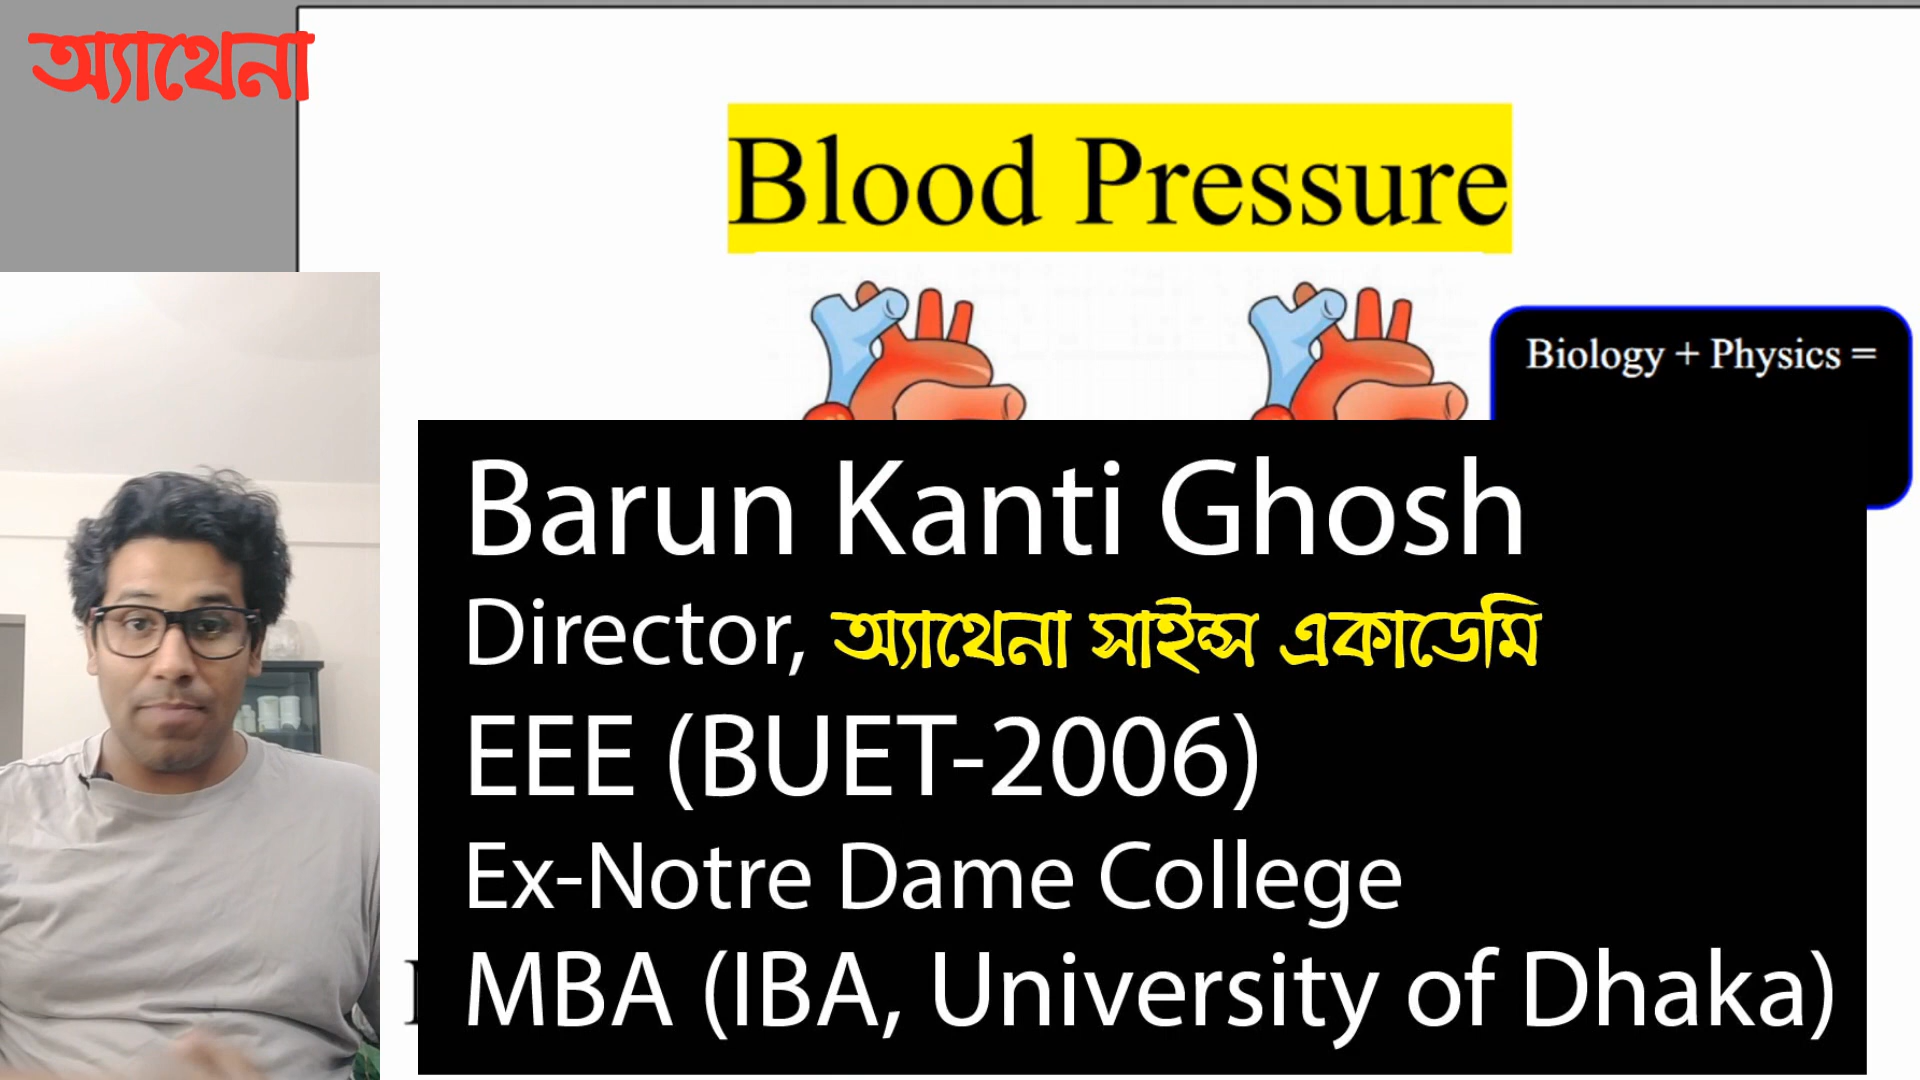 অ্যাথেনা
Blood Pressure
Biology + Physics =
Barun Kanti Ghosh
Director, অ্যাথেনা সাইন্স একাডেমি
EEE (BUET-2006)
Ex-Notre Dame College
MBA (IBA, University of Dhaka)